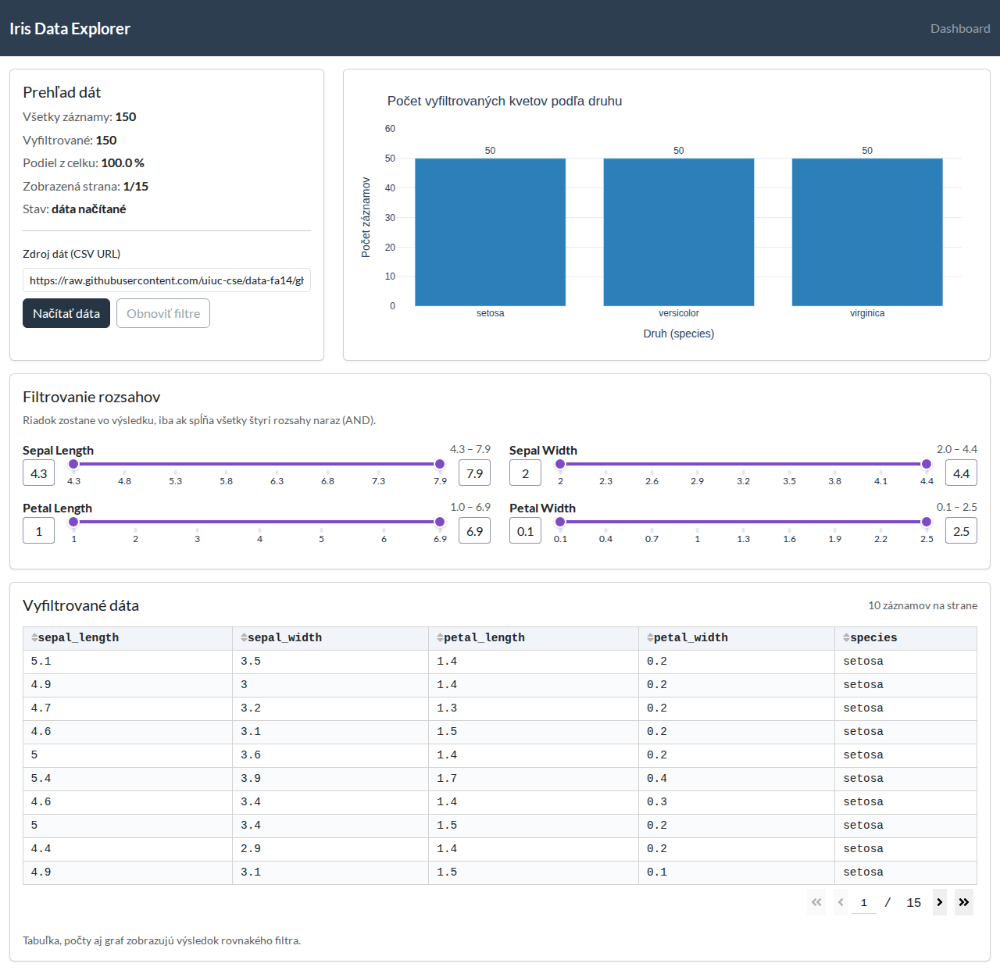 Iris Data Explorer
Dashboard
Prehľad dát
Všetky záznamy: 150
Vyfiltrované: 150
Podiel z celku: 100.0 %
Zobrazená strana: 1/15
Stav: dáta načítané
Zdroj dát (CSV URL)
https://raw.githubusercontent.com/uiuc-cse/data-fa14/gh
Načítať dáta
Obnoviť filtre
Počet vyfiltrovaných kvetov podľa druhu
60
50
40
30
20
10
0
Počet záznamov
50 50 50
setosa versicolor virginica
Druh (species)
Filtrovanie rozsahov
Riadok zostane vo výsledku, iba ak spĺňa všetky štyri rozsahy naraz (AND).
Sepal Length 4.3 – 7.9
4.3 7.9
4.3 4.8 5.3 5.8 6.3 6.8 7.3 7.9
Sepal Width 2.0 – 4.4
2 4.4
2 2.3 2.6 2.9 3.2 3.5 3.8 4.1 4.4
Petal Length 1.0 – 6.9
1 6.9
1 2 3 4 5 6 6.9
Petal Width 0.1 – 2.5
0.1 2.5
0.1 0.4 0.7 1 1.3 1.6 1.9 2.2 2.5
Vyfiltrované dáta
10 záznamov na strane
sepal_length sepal_width petal_length petal_width species
5.1 3.5 1.4 0.2 setosa
4.9 3 1.4 0.2 setosa
4.7 3.2 1.3 0.2 setosa
4.6 3.1 1.5 0.2 setosa
5 3.6 1.4 0.2 setosa
5.4 3.9 1.7 0.4 setosa
4.6 3.4 1.4 0.3 setosa
5 3.4 1.5 0.2 setosa
4.4 2.9 1.4 0.2 setosa
4.9 3.1 1.5 0.1 setosa
1 / 15
Tabuľka, počty aj graf zobrazujú výsledok rovnakého filtra.